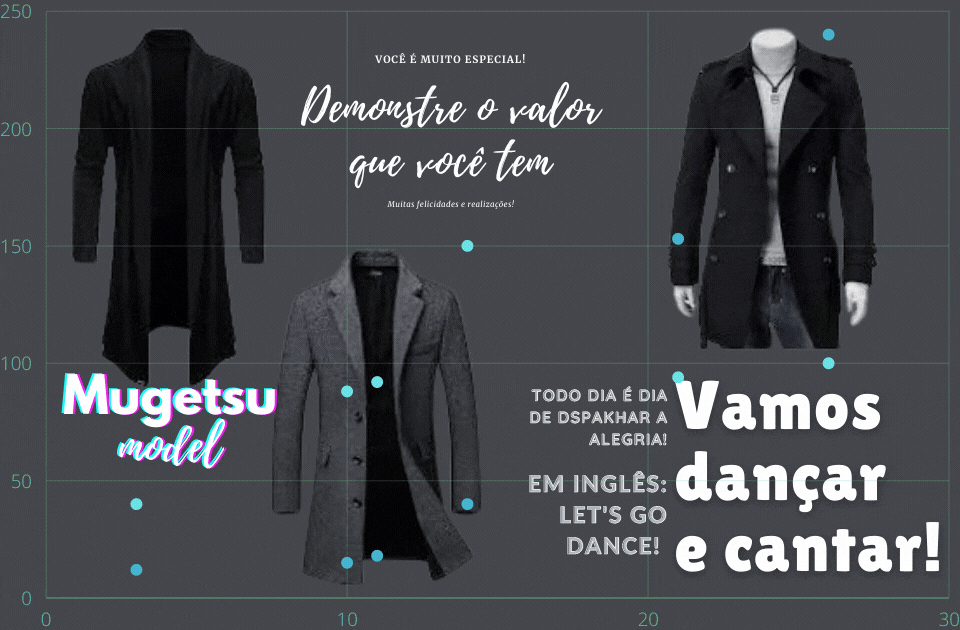 250
200
150
100
50
0
0 10 20 30
VOCÊ É MUITO ESPECIAL!
Demonstre o valor
que você tem
Muitas felicidades e realizações!
Mugetsu
model
TODO DIA É DIA
DE DSPAKHAR A
ALEGRIA!
EM INGLÊS:
LET'S GO
DANCE!
Vamos
dançar
e cantar!